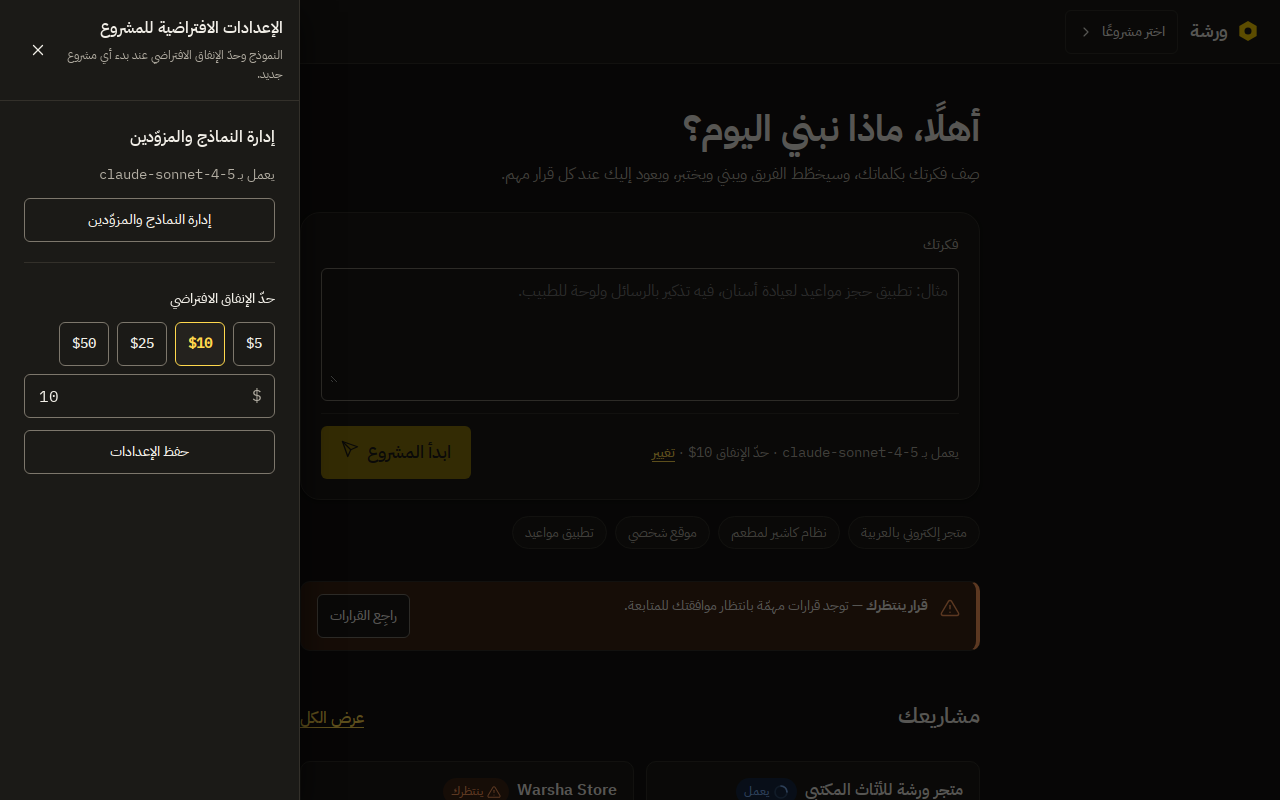 الإعدادات الافتراضية للمشروع
النموذج وحدّ الإنفاق الافتراضي عند بدء أي مشروع
جديد.
إدارة النماذج والمزوّدين
يعمل بـ claude-sonnet-4-5
إدارة النماذج والمزوّدين
حدّ الإنفاق الافتراضي
$5 $10 $25 $50
$ 10
حفظ الإعدادات
ورشة
اختر مشروعًا
أهلًا، ماذا نبني اليوم؟
صِف فكرتك بكلماتك، وسيخطّط الفريق ويبني ويختبر، ويعود إليك عند كل قرار مهم.
فكرتك
مثال: تطبيق حجز مواعيد لعيادة أسنان، فيه تذكير بالرسائل ولوحة للطبيب.
يعمل بـ claude-sonnet-4-5 · حدّ الإنفاق $10 · تغيير
ابدأ المشروع
متجر إلكتروني بالعربية
نظام كاشير لمطعم
موقع شخصي
تطبيق مواعيد
قرار ينتظرك — توجد قرارات مهمّة بانتظار موافقتك للمتابعة.
راجِع القرارات
مشاريعك
عرض الكل
متجر ورشة للأثاث المكتبي
يعمل
Warsha Store
ينتظرك